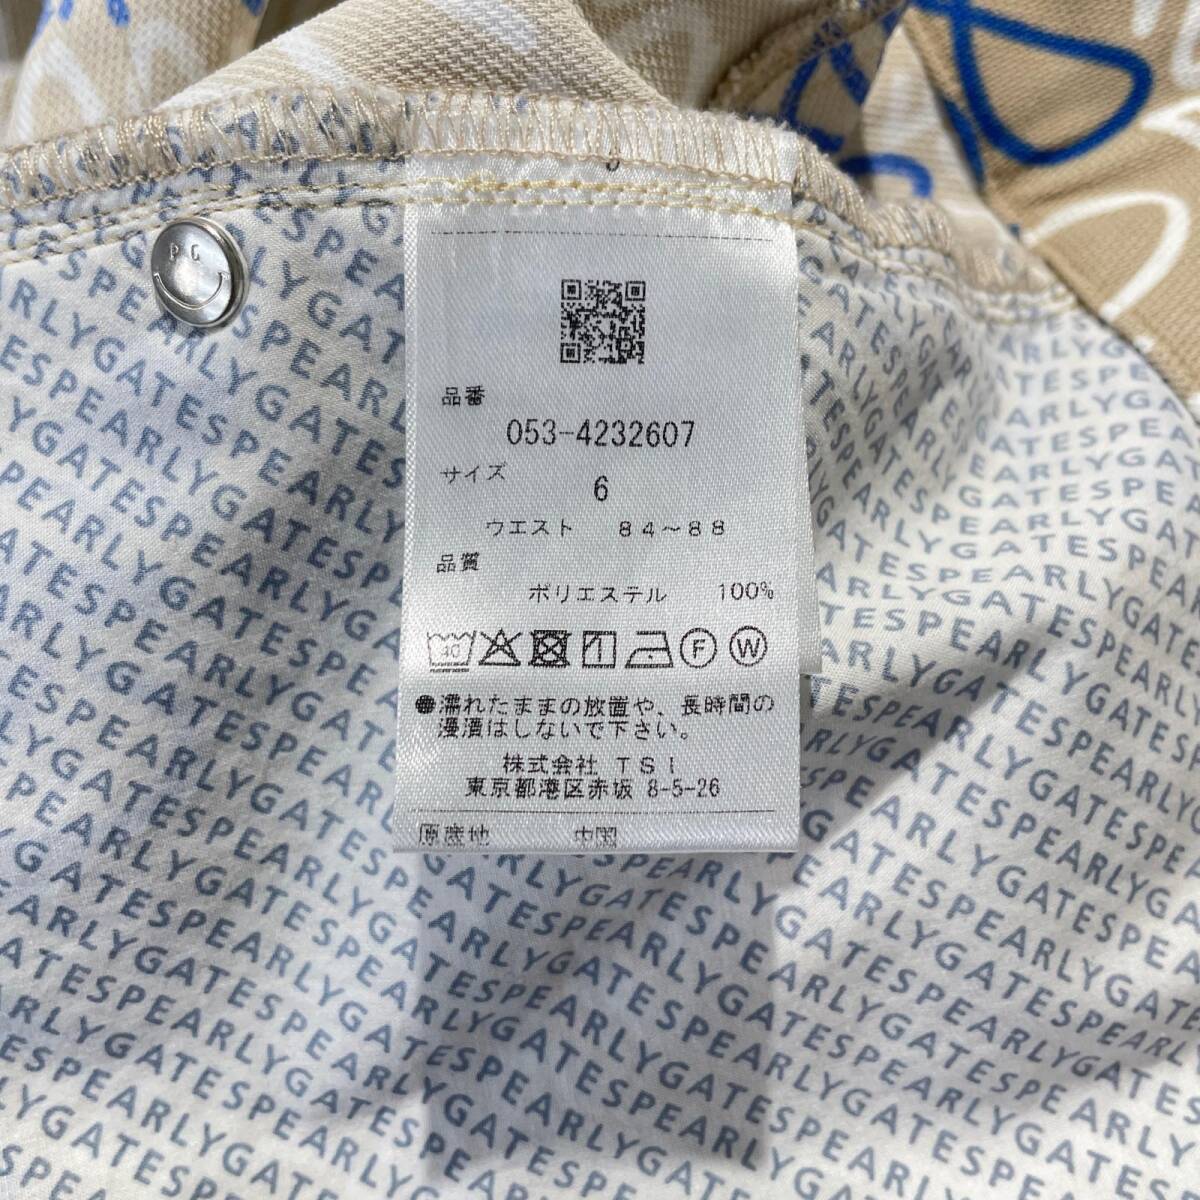 P G
品番
053-4232607
サイズ
6
ウエスト 84～88
品質
ポリエステル 100%
40
F W
●濡れたままの放置や、長時間の
浸漬はしないで下さい。
株式会社 TSI
東京都港区赤坂 8-5-26
原産地 中国
PEARLYGATESPEARLYGATES